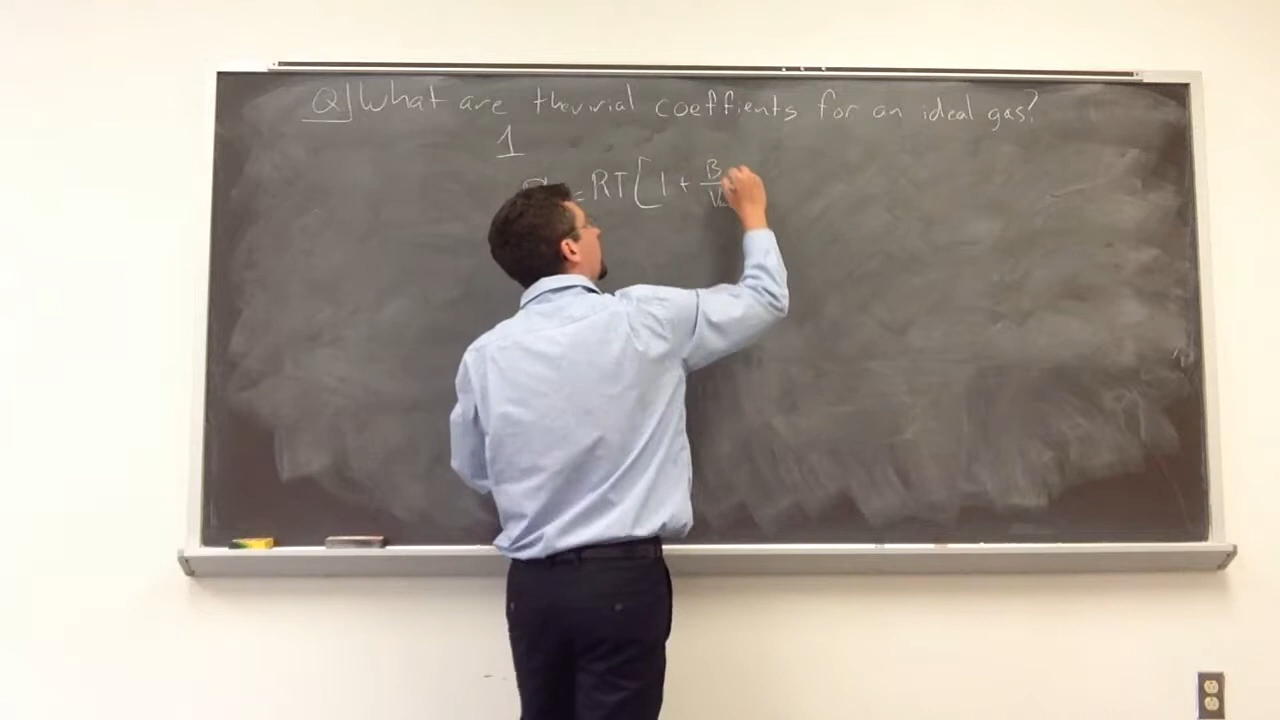 Q] What are the virial coeffients for an ideal gas?
1
= RT [ 1 + B/V